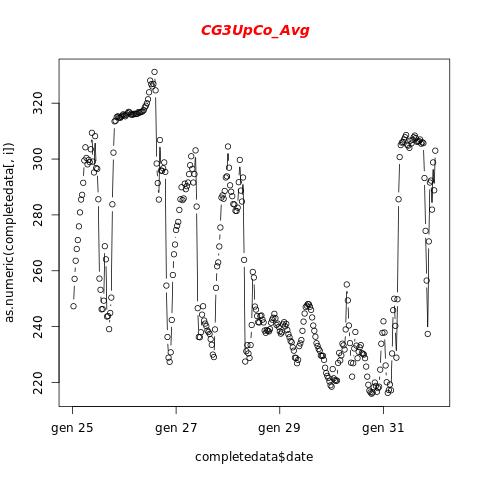 CG3UpCo_Avg
as.numeric(completedata[, i])
320
300
280
260
240
220
gen 25
gen 27
gen 29
gen 31
completedata$date